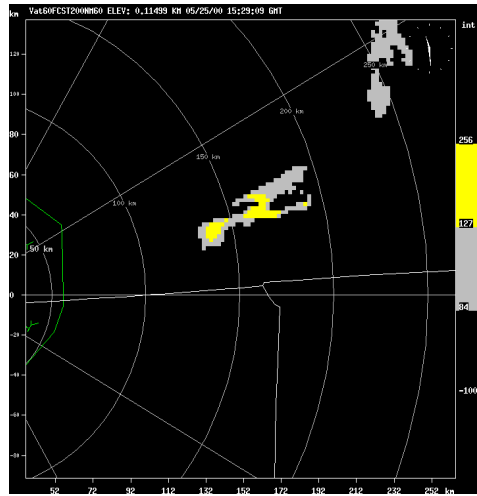 Vat60FCST200NM60 ELEV: 0.11499 KM 05/25/00 15:29:09 GMT
km
int
120
100
80
60
40
20
0
-20
-40
-60
-80
250 km
200 km
150 km
100 km
50 km
256
127
84
-100
52 72 92 112 132 152 172 192 212 232 252 km